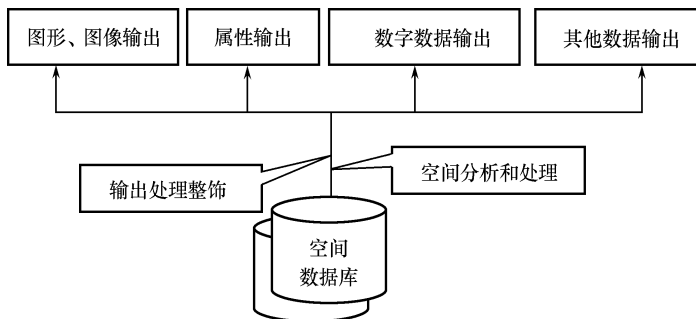 图形、图像输出
属性输出
数字数据输出
其他数据输出
输出处理整饰
空间分析和处理
空间
数据库